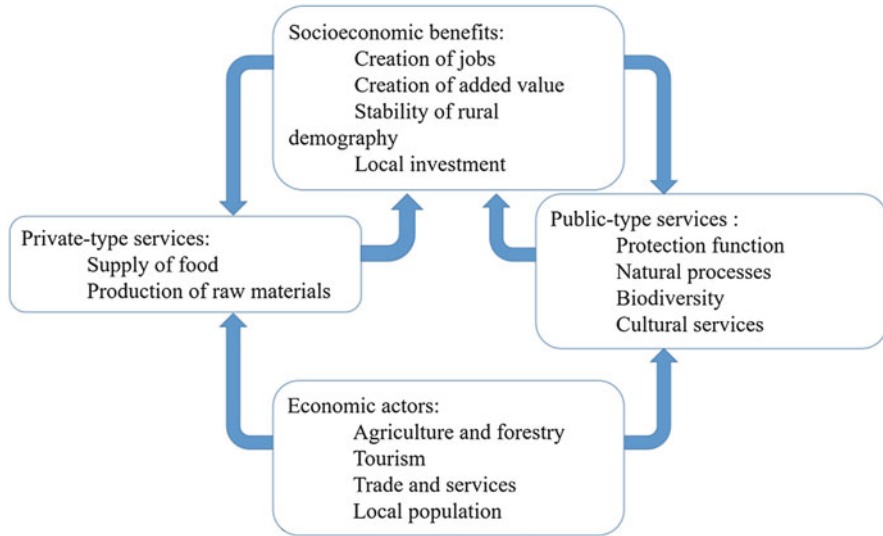 Socioeconomic benefits:
Creation of jobs
Creation of added value
Stability of rural
demography
Local investment
Private-type services:
Supply of food
Production of raw materials
Public-type services :
Protection function
Natural processes
Biodiversity
Cultural services
Economic actors:
Agriculture and forestry
Tourism
Trade and services
Local population